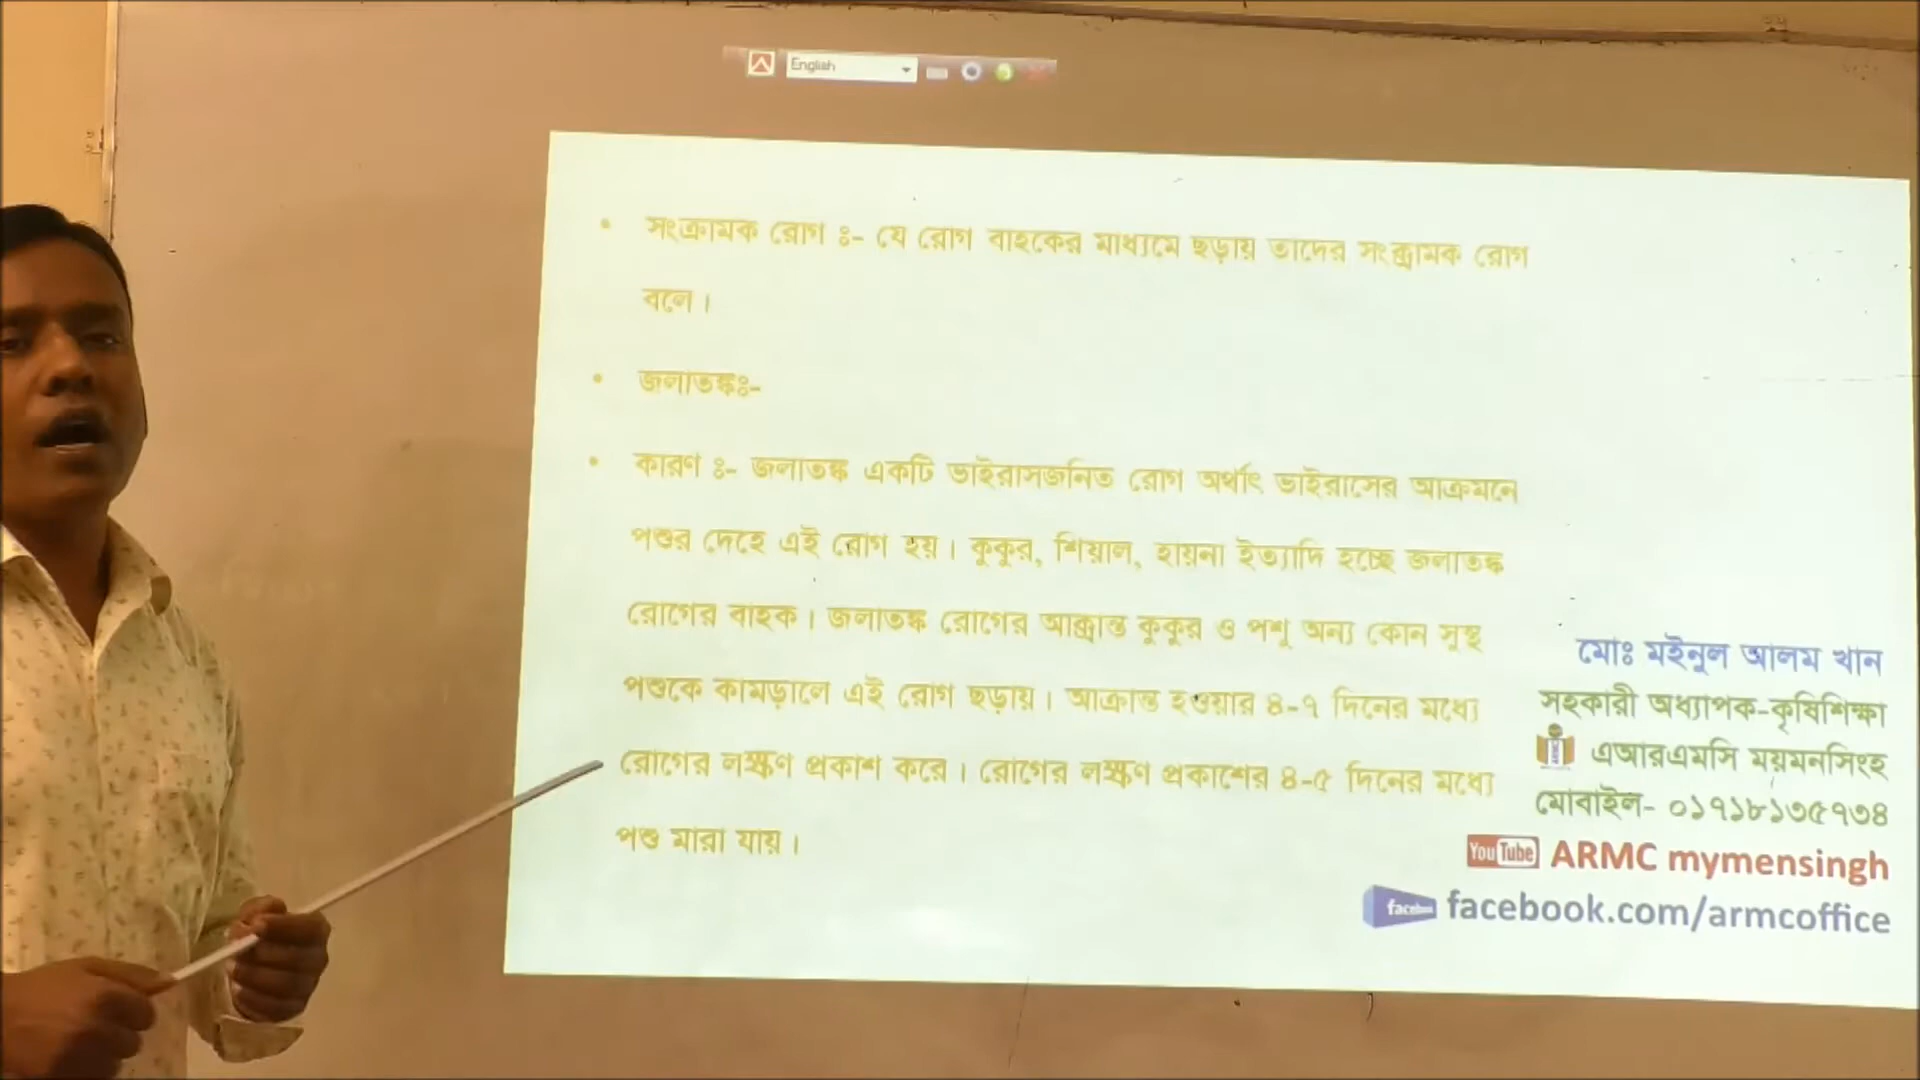 English
• সংক্রামক রোগ ঃ- যে রোগ বাহকের মাধ্যমে ছড়ায় তাদের সংক্রামক রোগ
বলে।
• জলাতঙ্কঃ-
• কারণ ঃ- জলাতঙ্ক একটি ভাইরাসজনিত রোগ অর্থাৎ ভাইরাসের আক্রমনে
পশুর দেহে এই রোগ হয়। কুকুর, শিয়াল, হায়না ইত্যাদি হচ্ছে জলাতঙ্ক
রোগের বাহক। জলাতঙ্ক রোগের আক্রান্ত কুকুর ও পশু অন্য কোন সুস্থ
পশুকে কামড়ালে এই রোগ ছড়ায়। আক্রান্ত হওয়ার ৪-৭ দিনের মধ্যে
রোগের লক্ষণ প্রকাশ করে। রোগের লক্ষণ প্রকাশের ৪-৫ দিনের মধ্যে
পশু মারা যায়।
মোঃ মইনুল আলম খান
সহকারী অধ্যাপক-কৃষিশিক্ষা
এআরএমসি ময়মনসিংহ
মোবাইল- ০১৭১৮১৩৫৭৩৪
YouTube ARMC mymensingh
facebook facebook.com/armcoffice